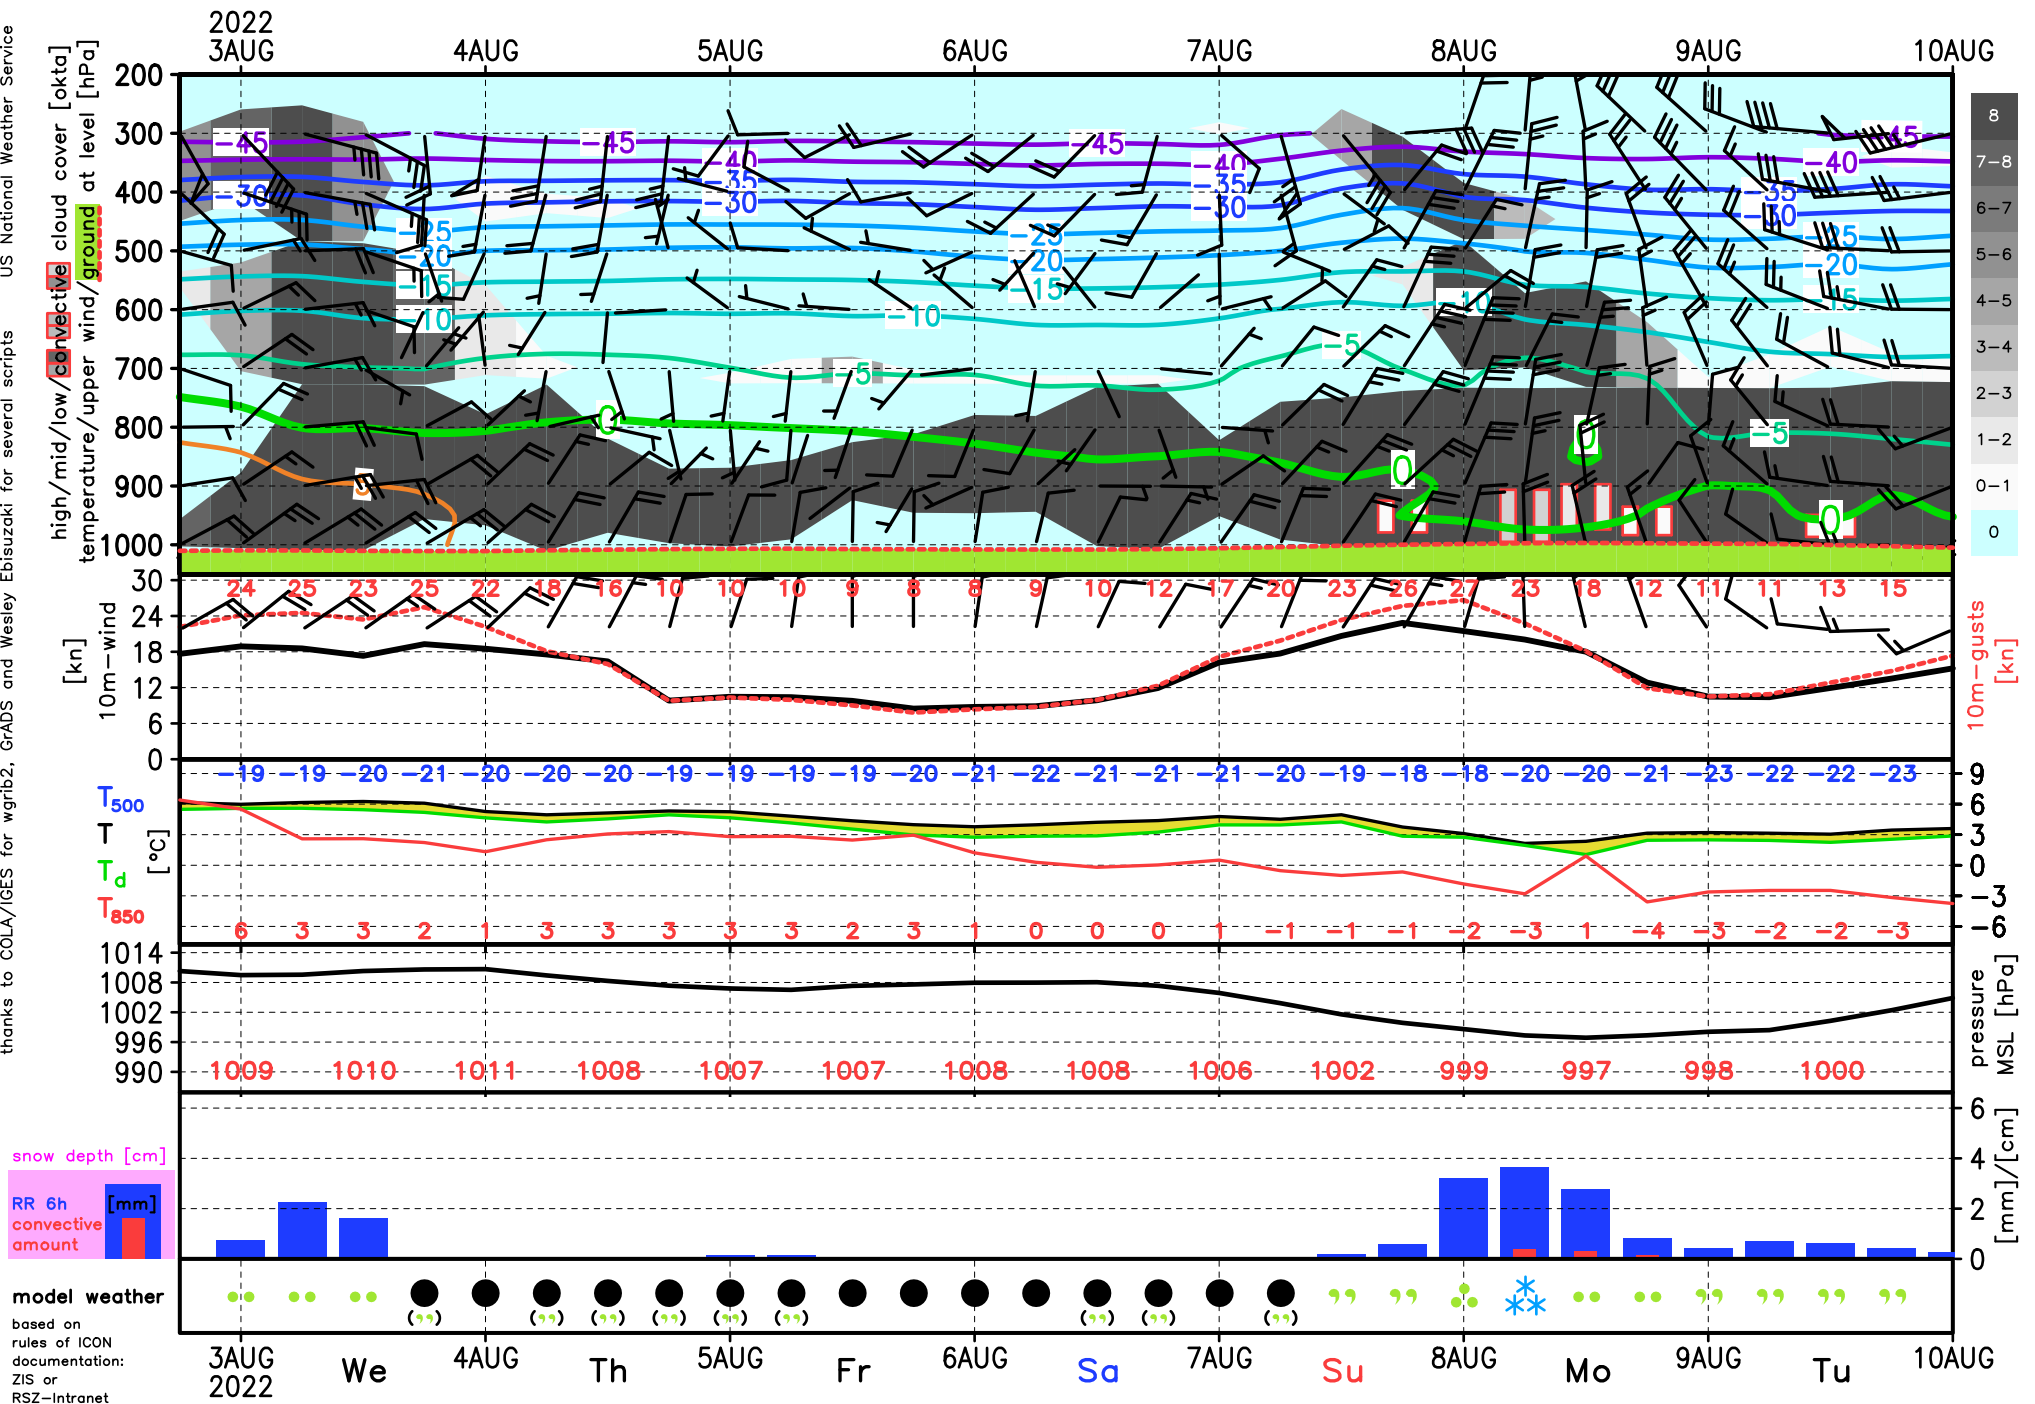 2022
3AUG 4AUG 5AUG 6AUG 7AUG 8AUG 9AUG 10AUG
US National Weather Service
thanks to COLA/IGES for wgrib2, GrADS and Wesley Ebisuzaki for several scripts
high/mid/low/convective cloud cover [okta]
temperature/upper wind/ground at level [hPa]
200
300
400
500
600
700
800
900
1000
-45 -45 -45 -45
-40 -40 -40
-35 -35 -35
-30 -30 -30 -30
-25 -25 -25
-20 -20 -20
-15 -15 -15
-10 -10 -10
-5 -5 -5
0 0 0 0
5
8
7-8
6-7
5-6
4-5
3-4
2-3
1-2
0-1
0
10m-wind
[kn]
30
24
18
12
6
0
24 25 23 25 22 18 16 10 10 10 9 8 8 9 10 12 17 20 23 26 27 23 18 12 11 11 13 15
10m-gusts
[kn]
-19 -19 -20 -21 -20 -20 -20 -19 -19 -19 -19 -20 -21 -22 -21 -21 -21 -20 -19 -18 -18 -20 -20 -21 -23 -22 -22 -23
T500
T
Td
T850
[°C]
9
6
3
0
-3
-6
6 3 3 2 1 3 3 3 3 3 2 3 1 0 0 0 1 -1 -1 -1 -2 -3 1 -4 -3 -2 -2 -3
1014
1008
1002
996
990
1009 1010 1011 1008 1007 1007 1008 1008 1006 1002 999 997 998 1000
pressure
MSL [hPa]
snow depth [cm]
RR 6h [mm]
convective
amount
6
4
2
0
[mm]/[cm]
model weather
based on
rules of ICON
documentation:
ZIS or
RSZ-Intranet
3AUG We 4AUG Th 5AUG Fr 6AUG Sa 7AUG Su 8AUG Mo 9AUG Tu 10AUG
2022